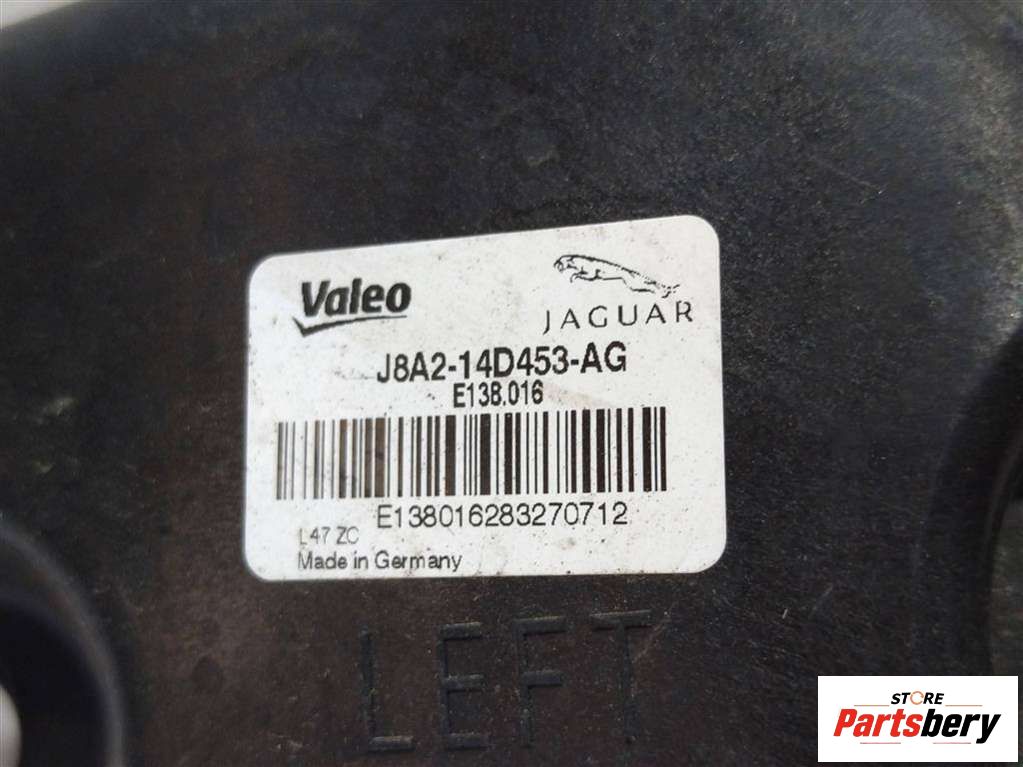 Valeo
JAGUAR
J8A2-14D453-AG
E138.016
E138016283270712
L47 ZC
Made in Germany
LEFT
STORE
Partsbery